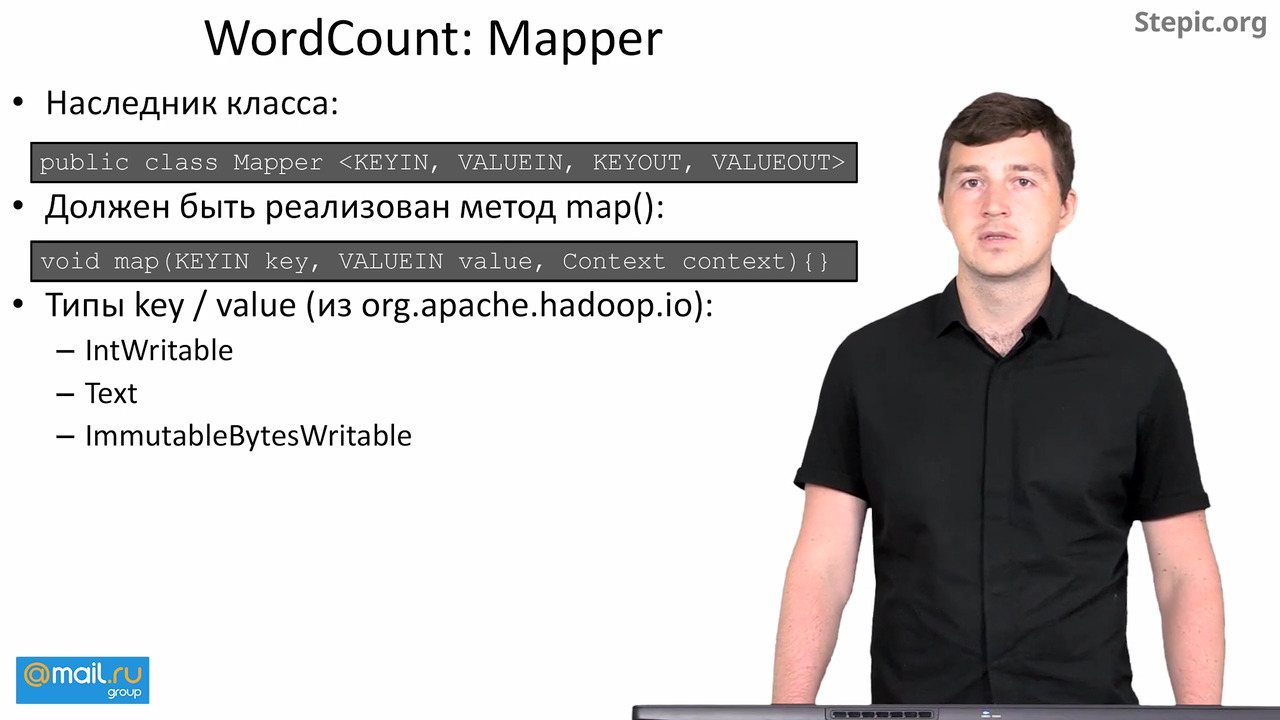 WordCount: Mapper
Stepic.org
• Наследник класса:
public class Mapper <KEYIN, VALUEIN, KEYOUT, VALUEOUT>
• Должен быть реализован метод map():
void map(KEYIN key, VALUEIN value, Context context){}
• Типы key / value (из org.apache.hadoop.io):
– IntWritable
– Text
– ImmutableBytesWritable
@mail.ru
group